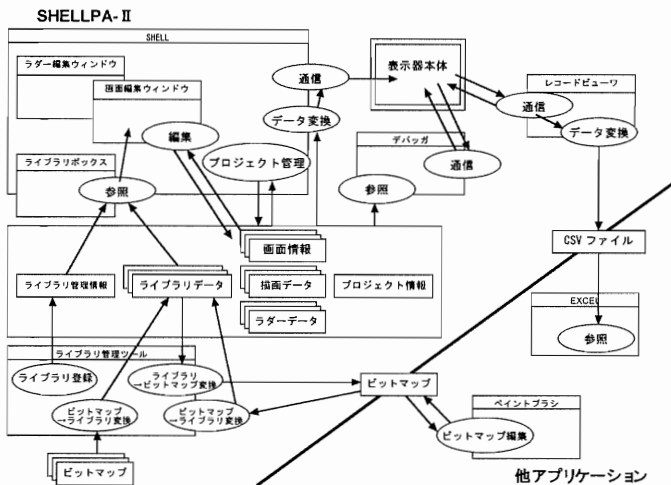 SHELLPA-Ⅱ
SHELL
ラダー編集ウィンドウ
画面編集ウィンドウ
編集
ライブラリボックス
参照
プロジェクト管理
通信
データ変換
表示器本体
レコードビューワ
通信
データ変換
デバッガ
通信
参照
画面情報
ライブラリ管理情報
ライブラリデータ
描画データ
プロジェクト情報
ラダーデータ
CSVファイル
EXCEL
参照
ライブラリ管理ツール
ライブラリ登録
ライブラリ
→ビットマップ変換
ビットマップ
→ライブラリ変換
ビットマップ
→ライブラリ変換
ビットマップ
ビットマップ
ペイントブラシ
ビットマップ編集
他アプリケーション